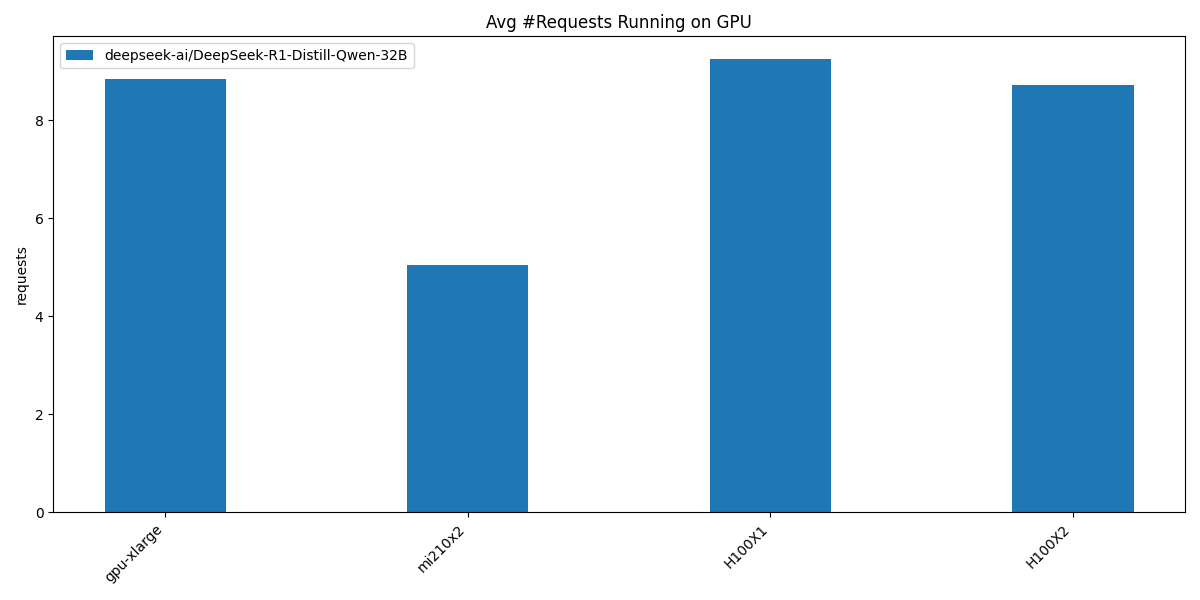 Avg #Requests Running on GPU
deepseek-ai/DeepSeek-R1-Distill-Qwen-32B
requests
8
6
4
2
0
gpu-xlarge
mi210x2
H100X1
H100X2